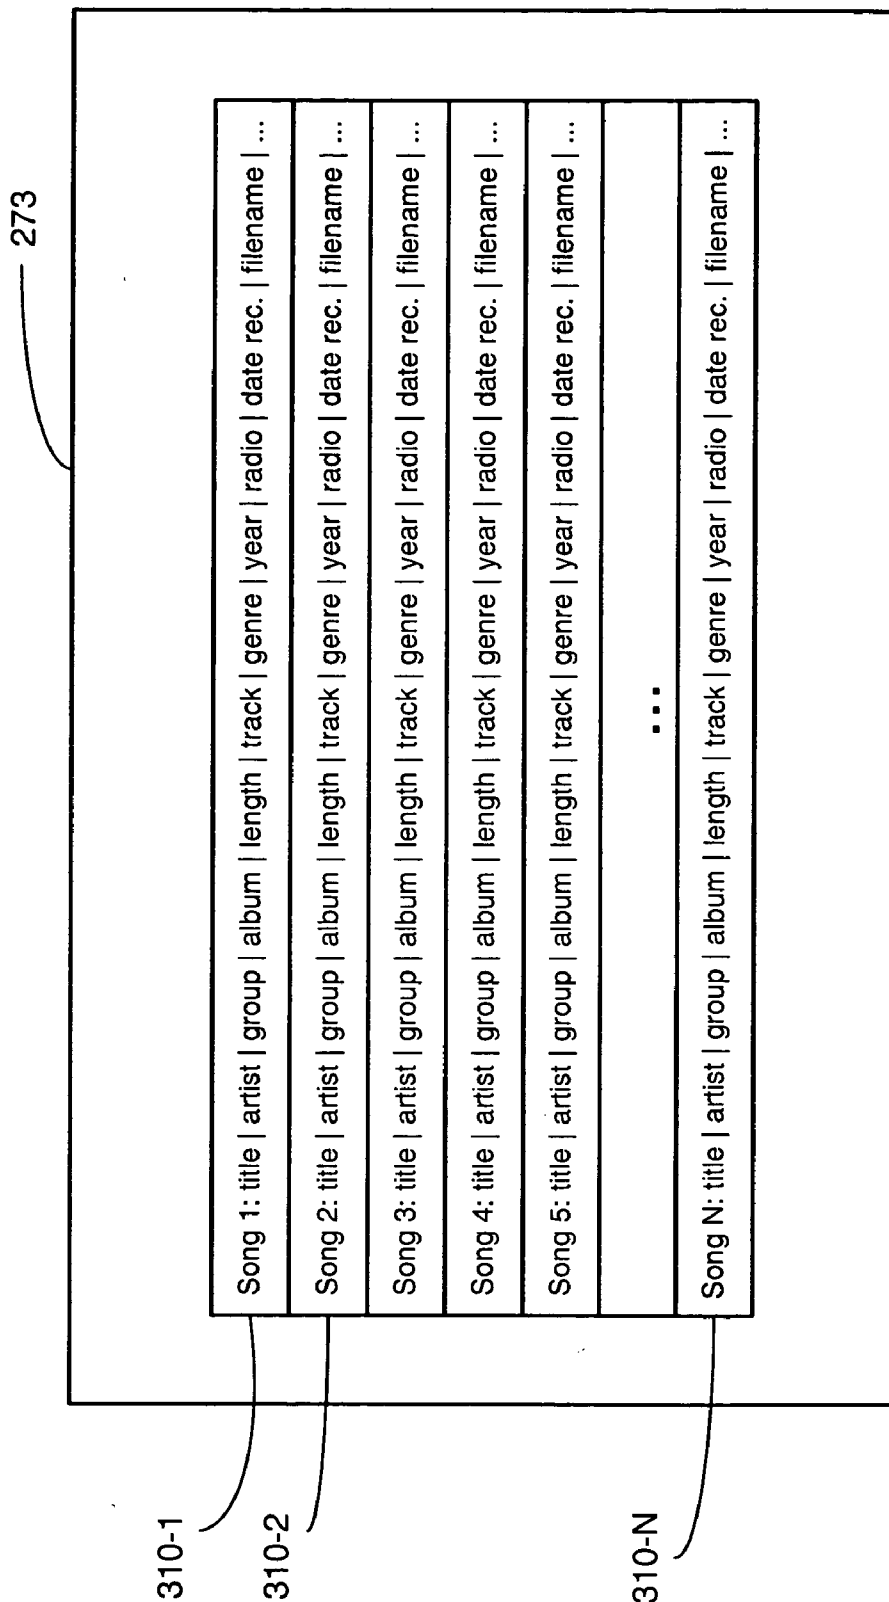 273
310-1
Song 1: title | artist | group | album | length | track | genre | year | radio | date rec. | filename | ...
310-2
Song 2: title | artist | group | album | length | track | genre | year | radio | date rec. | filename | ...
Song 3: title | artist | group | album | length | track | genre | year | radio | date rec. | filename | ...
Song 4: title | artist | group | album | length | track | genre | year | radio | date rec. | filename | ...
Song 5: title | artist | group | album | length | track | genre | year | radio | date rec. | filename | ...
...
310-N
Song N: title | artist | group | album | length | track | genre | year | radio | date rec. | filename | ...